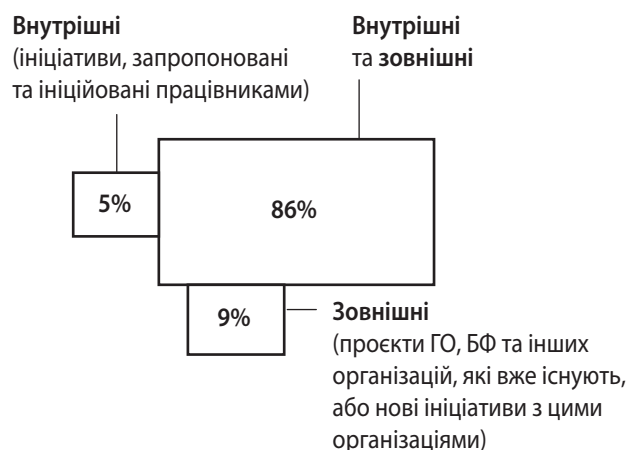 Внутрішні
(ініціативи, запропоновані
та ініційовані працівниками)
Внутрішні
та зовнішні
5%
86%
9%
Зовнішні
(проєкти ГО, БФ та інших
організацій, які вже існують,
або нові ініціативи з цими
організаціями)